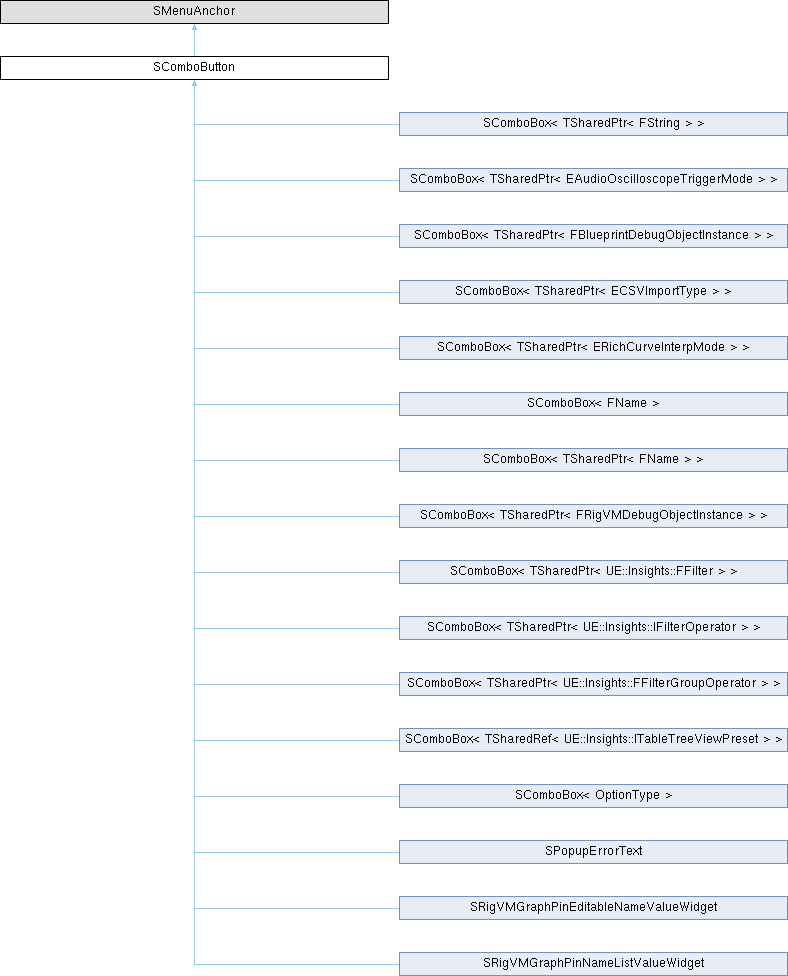 SMenuAnchor
SComboButton
SComboBox< TSharedPtr< FString > >
SComboBox< TSharedPtr< EAudioOscilloscopeTriggerMode > >
SComboBox< TSharedPtr< FBlueprintDebugObjectInstance > >
SComboBox< TSharedPtr< ECSVImportType > >
SComboBox< TSharedPtr< ERichCurveInterpMode > >
SComboBox< FName >
SComboBox< TSharedPtr< FName > >
SComboBox< TSharedPtr< FRigVMDebugObjectInstance > >
SComboBox< TSharedPtr< UE::Insights::FFilter > >
SComboBox< TSharedPtr< UE::Insights::IFilterOperator > >
SComboBox< TSharedPtr< UE::Insights::FFilterGroupOperator > >
SComboBox< TSharedRef< UE::Insights::ITableTreeViewPreset > >
SComboBox< OptionType >
SPopupErrorText
SRigVMGraphPinEditableNameValueWidget
SRigVMGraphPinNameListValueWidget